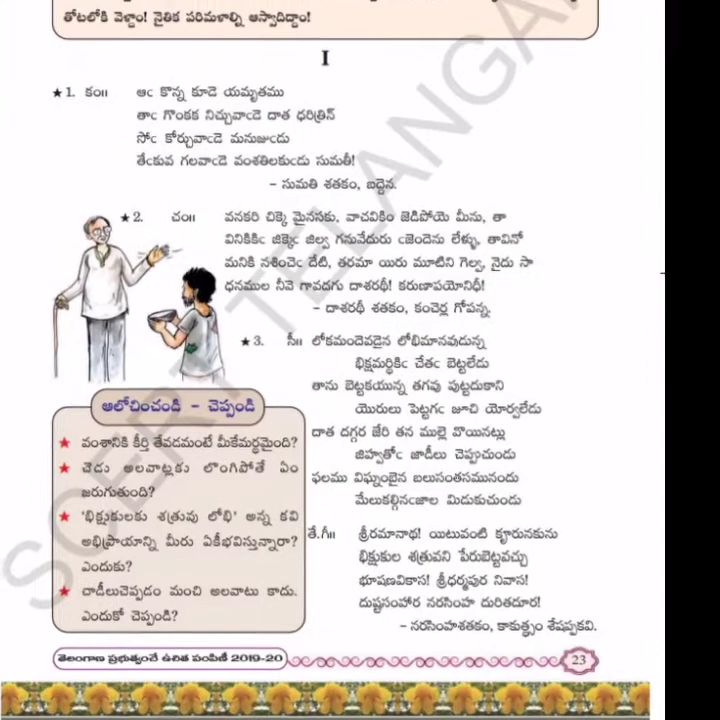 తోటలోకి వెళ్దాం! నైతిక పరిమళాల్ని ఆస్వాదిద్దాం!
I
★ 1. కం॥ ఆఁ కొన్న కూడె యమృతము
తాఁ గొంకక నిచ్చువాఁడె దాత ధరిత్రిన్
సోఁ కోర్చువాఁడె మనుజుఁడు
తేఁకువ గలవాఁడె వంశతిలకుఁడు సుమతీ!
– సుమతి శతకం, బద్దెన.
★ 2. చం॥ వనకరి చిక్కె మైనసకు, వాచవికిం జెడిపోయె మీను, తా
వినికికిఁ జిక్కెఁ జిల్వ గనువేదురు ఁజెందెను లేళ్ళు, తావినో
మనికి నశించెఁ దేటి, తరమా యిరు మూటిని గెల్వ, నైదు సా
ధనముల నీవె గావదగు దాశరథీ! కరుణాపయోనిధీ!
– దాశరథీ శతకం, కంచెర్ల గోపన్న
★ 3. సీ॥ లోకమందెవడైన లోభిమానవుడున్న
భిక్షమర్థికిఁ చేతఁ బెట్టలేడు
తాను బెట్టకయున్న తగవు పుట్టదుకాని
యొరులు పెట్టగఁ జూచి యోర్వలేడు
దాత దగ్గర జేరి తన ముల్లె వొయినట్లు
జిహ్వతోఁ జాడీలు చెప్పుచుండు
ఫలము విఘ్నంబైన బలుసంతసమునందు
మేలుకల్గినఁజాల మిడుకుచుండు
తే.గీ॥ శ్రీరమానాథ! యిటువంటి క్రూరునకును
భిక్షుకుల శత్రువని పేరుబెట్టవచ్చు
భూషణవికాస! శ్రీధర్మపుర నివాస!
దుష్టసంహార నరసింహ దురితదూర!
– నరసింహశతకం, కాకుత్థ్సం శేషప్పకవి.
ఆలోచించండి – చెప్పండి
★ వంశానికి కీర్తి తేవడమంటే మీకేమర్థమైంది?
★ చెడు అలవాట్లకు లొంగిపోతే ఏం
జరుగుతుంది?
★ 'భిక్షుకులకు శత్రువు లోభి' అన్న కవి
అభిప్రాయాన్ని మీరు ఏకీభవిస్తున్నారా?
ఎందుకు?
★ చాడీలుచెప్పడం మంచి అలవాటు కాదు.
ఎందుకో చెప్పండి?
తెలంగాణ ప్రభుత్వంచే ఉచిత పంపిణీ 2019-20
23
SCERT TELANGANA